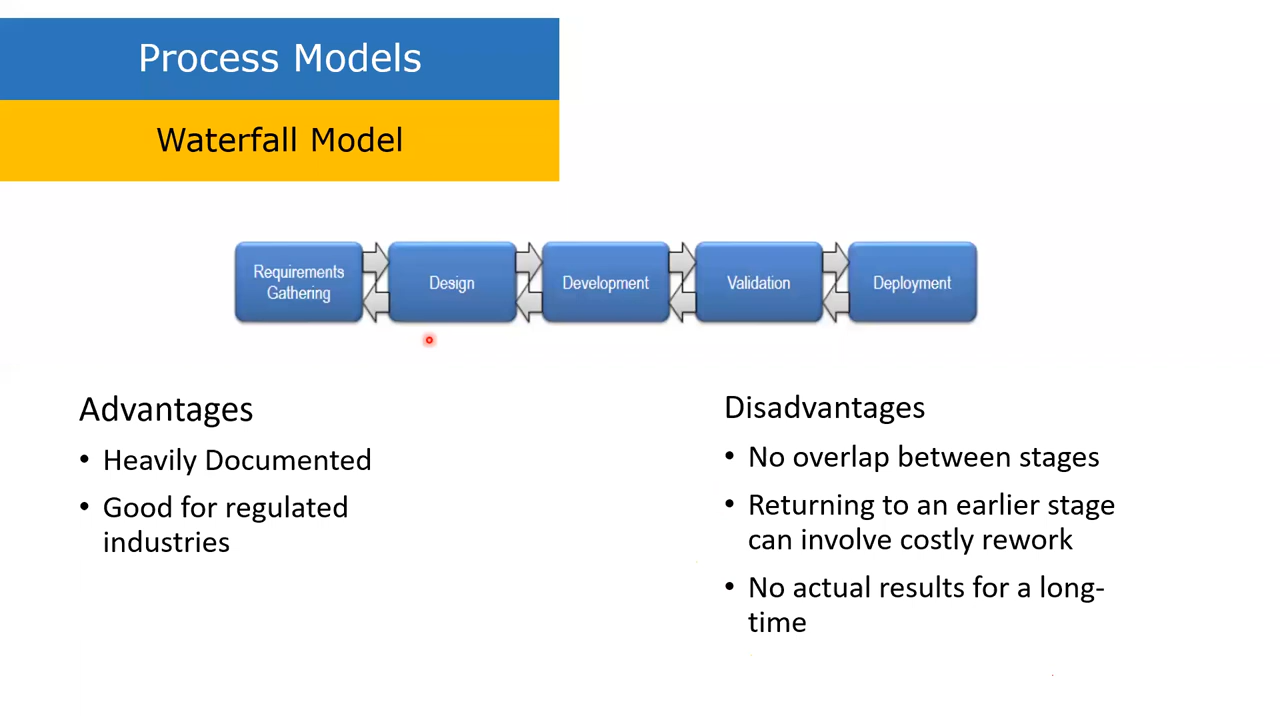 Process Models
Waterfall Model
Requirements
Gathering
Design
Development
Validation
Deployment
Advantages
• Heavily Documented
• Good for regulated
industries
Disadvantages
• No overlap between stages
• Returning to an earlier stage
can involve costly rework
• No actual results for a long-
time